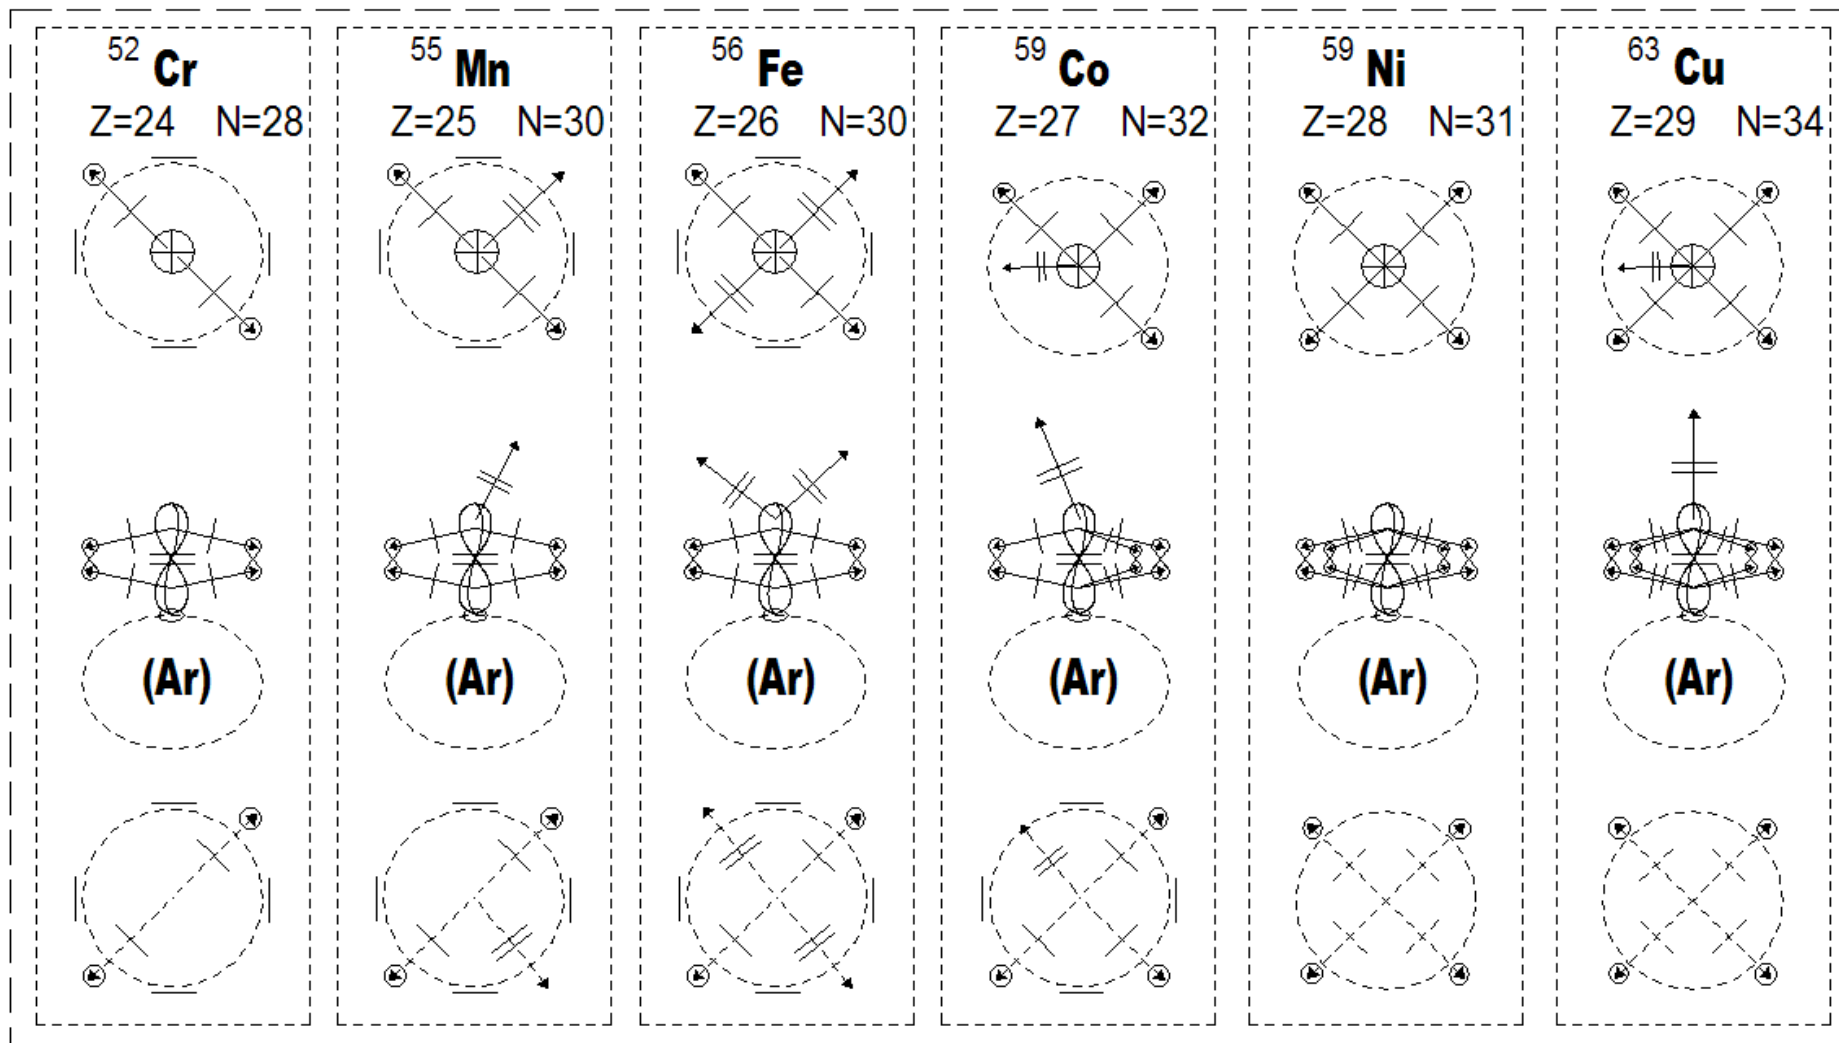 52 Cr
Z=24 N=28
(Ar)
55 Mn
Z=25 N=30
(Ar)
56 Fe
Z=26 N=30
(Ar)
59 Co
Z=27 N=32
(Ar)
59 Ni
Z=28 N=31
(Ar)
63 Cu
Z=29 N=34
(Ar)